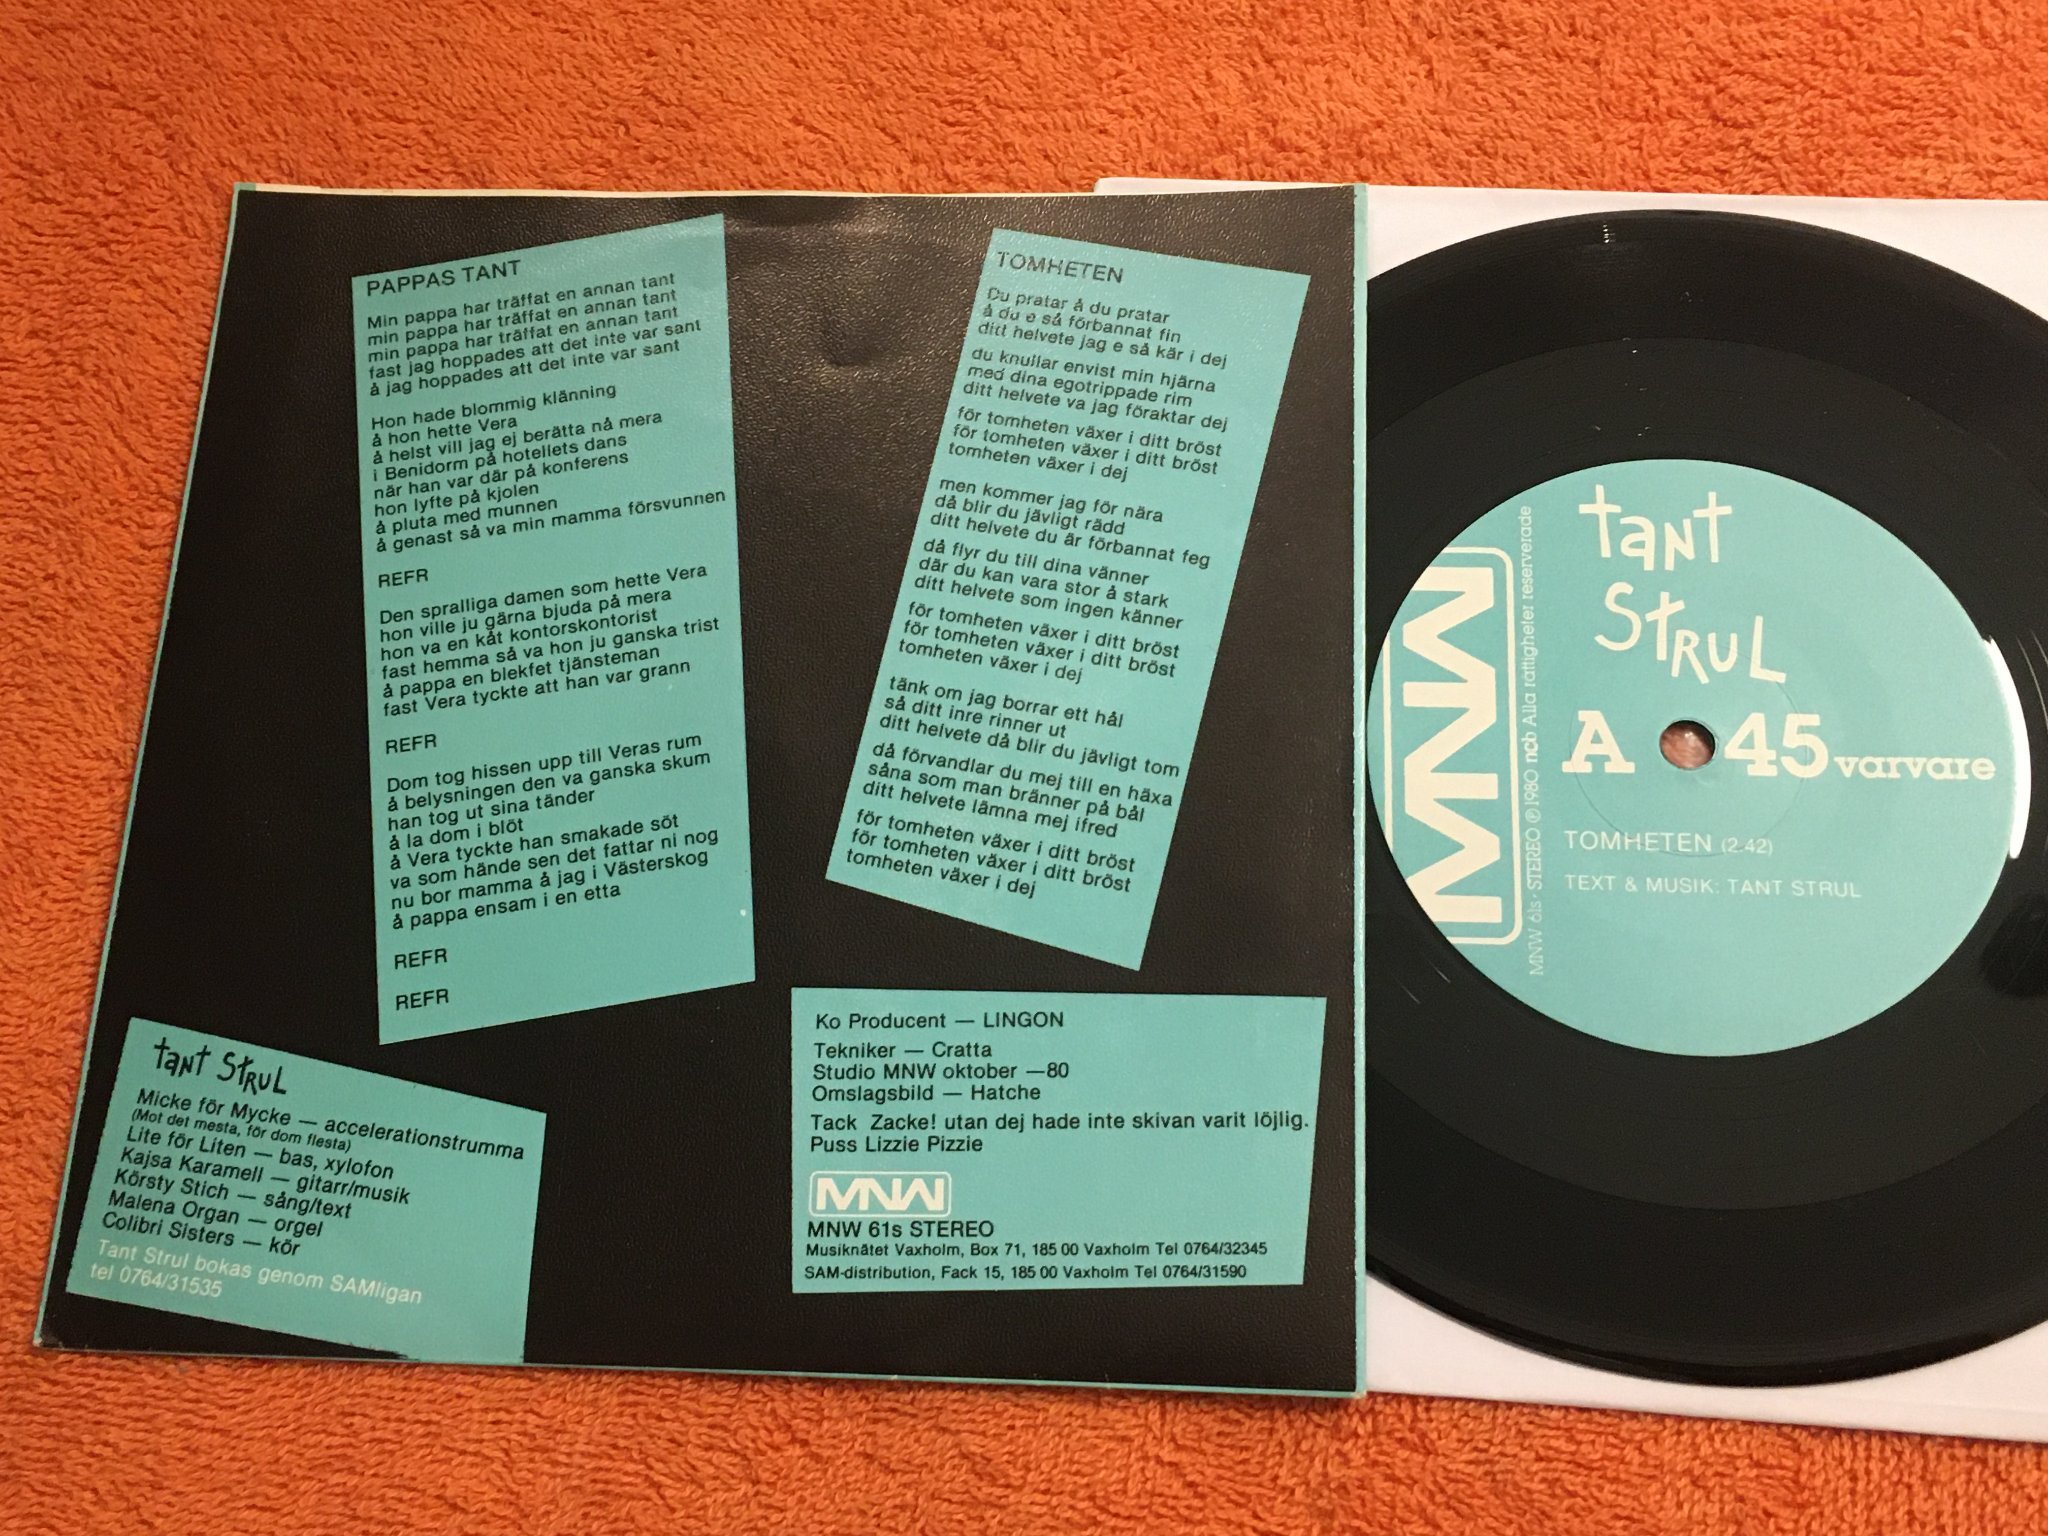 PAPPAS TANT
Min pappa har träffat en annan tant
min pappa har träffat en annan tant
min pappa har träffat en annan tant
fast jag hoppades att det inte var sant
å jag hoppades att det inte var sant
Hon hade blommig klänning
å hon hette Vera
å helst vill jag ej berätta nå mera
i Benidorm på hotellets dans
när han var där på konferens
hon lyfte på kjolen
å pluta med munnen
å genast så va min mamma försvunnen
REFR
Den spralliga damen som hette Vera
hon ville ju gärna bjuda på mera
hon va en kåt kontorskontorist
fast hemma så va hon ju ganska trist
å pappa en blekfet tjänsteman
fast Vera tyckte att han var grann
REFR
Dom tog hissen upp till Veras rum
å belysningen den va ganska skum
han tog ut sina tänder
å la dom i blöt
å Vera tyckte han smakade söt
va som hände sen det fattar ni nog
nu bor mamma å jag i Västerskog
å pappa ensam i en etta
REFR
REFR
TOMHETEN
Du pratar å du pratar
å du e så förbannat fin
ditt helvete jag e så kär i dej
du knullar envist min hjärna
med dina egotrippade rim
ditt helvete va jag föraktar dej
för tomheten växer i ditt bröst
för tomheten växer i ditt bröst
tomheten växer i dej
men kommer jag för nära
då blir du jävligt rädd
ditt helvete du är förbannat feg
då flyr du till dina vänner
där du kan vara stor å stark
ditt helvete som ingen känner
för tomheten växer i ditt bröst
för tomheten växer i ditt bröst
tomheten växer i dej
tänk om jag borrar ett hål
så ditt inre rinner ut
ditt helvete då blir du jävligt tom
då förvandlar du mej till en häxa
såna som man bränner på bål
ditt helvete lämna mej ifred
för tomheten växer i ditt bröst
för tomheten växer i ditt bröst
tomheten växer i dej
tant STRUL
Micke för Mycke — accelerationstrumma
(Mot det mesta, för dom flesta)
Lite för Liten — bas, xylofon
Kajsa Karamell — gitarr/musik
Körsty Stich — sång/text
Malena Organ — orgel
Colibri Sisters — kör
Tant Strul bokas genom SAMligan
tel 0764/31535
Ko Producent — LINGON
Tekniker — Cratta
Studio MNW oktober —80
Omslagsbild — Hatche
Tack Zacke! utan dej hade inte skivan varit löjlig.
Puss Lizzie Pizzie
MNW
MNW 61s STEREO
Musiknätet Vaxholm, Box 71, 185 00 Vaxholm Tel 0764/32345
SAM-distribution, Fack 15, 185 00 Vaxholm Tel 0764/31590
MNW
MNW 61s STEREO ℗1980 ncb Alla rättigheter reserverade
tant
STRUL
A 45 varvare
TOMHETEN (2.42)
TEXT & MUSIK: TANT STRUL